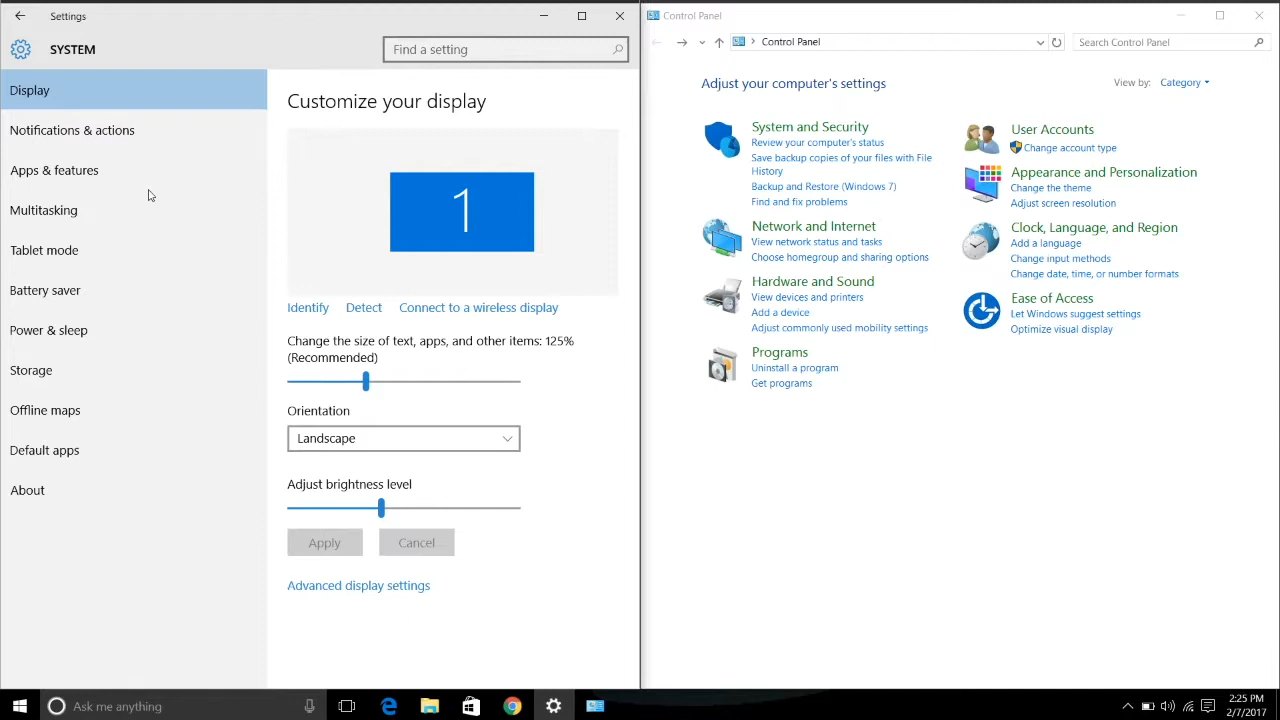 Settings
SYSTEM
Find a setting
Display
Notifications & actions
Apps & features
Multitasking
Tablet mode
Battery saver
Power & sleep
Storage
Offline maps
Default apps
About
Customize your display
1
Identify Detect Connect to a wireless display
Change the size of text, apps, and other items: 125%
(Recommended)
Orientation
Landscape
Adjust brightness level
Apply Cancel
Advanced display settings
Control Panel
Control Panel
Search Control Panel
Adjust your computer's settings
View by: Category
System and Security
Review your computer's status
Save backup copies of your files with File
History
Backup and Restore (Windows 7)
Find and fix problems
Network and Internet
View network status and tasks
Choose homegroup and sharing options
Hardware and Sound
View devices and printers
Add a device
Adjust commonly used mobility settings
Programs
Uninstall a program
Get programs
User Accounts
Change account type
Appearance and Personalization
Change the theme
Adjust screen resolution
Clock, Language, and Region
Add a language
Change input methods
Change date, time, or number formats
Ease of Access
Let Windows suggest settings
Optimize visual display
Ask me anything
2:25 PM
2/7/2017